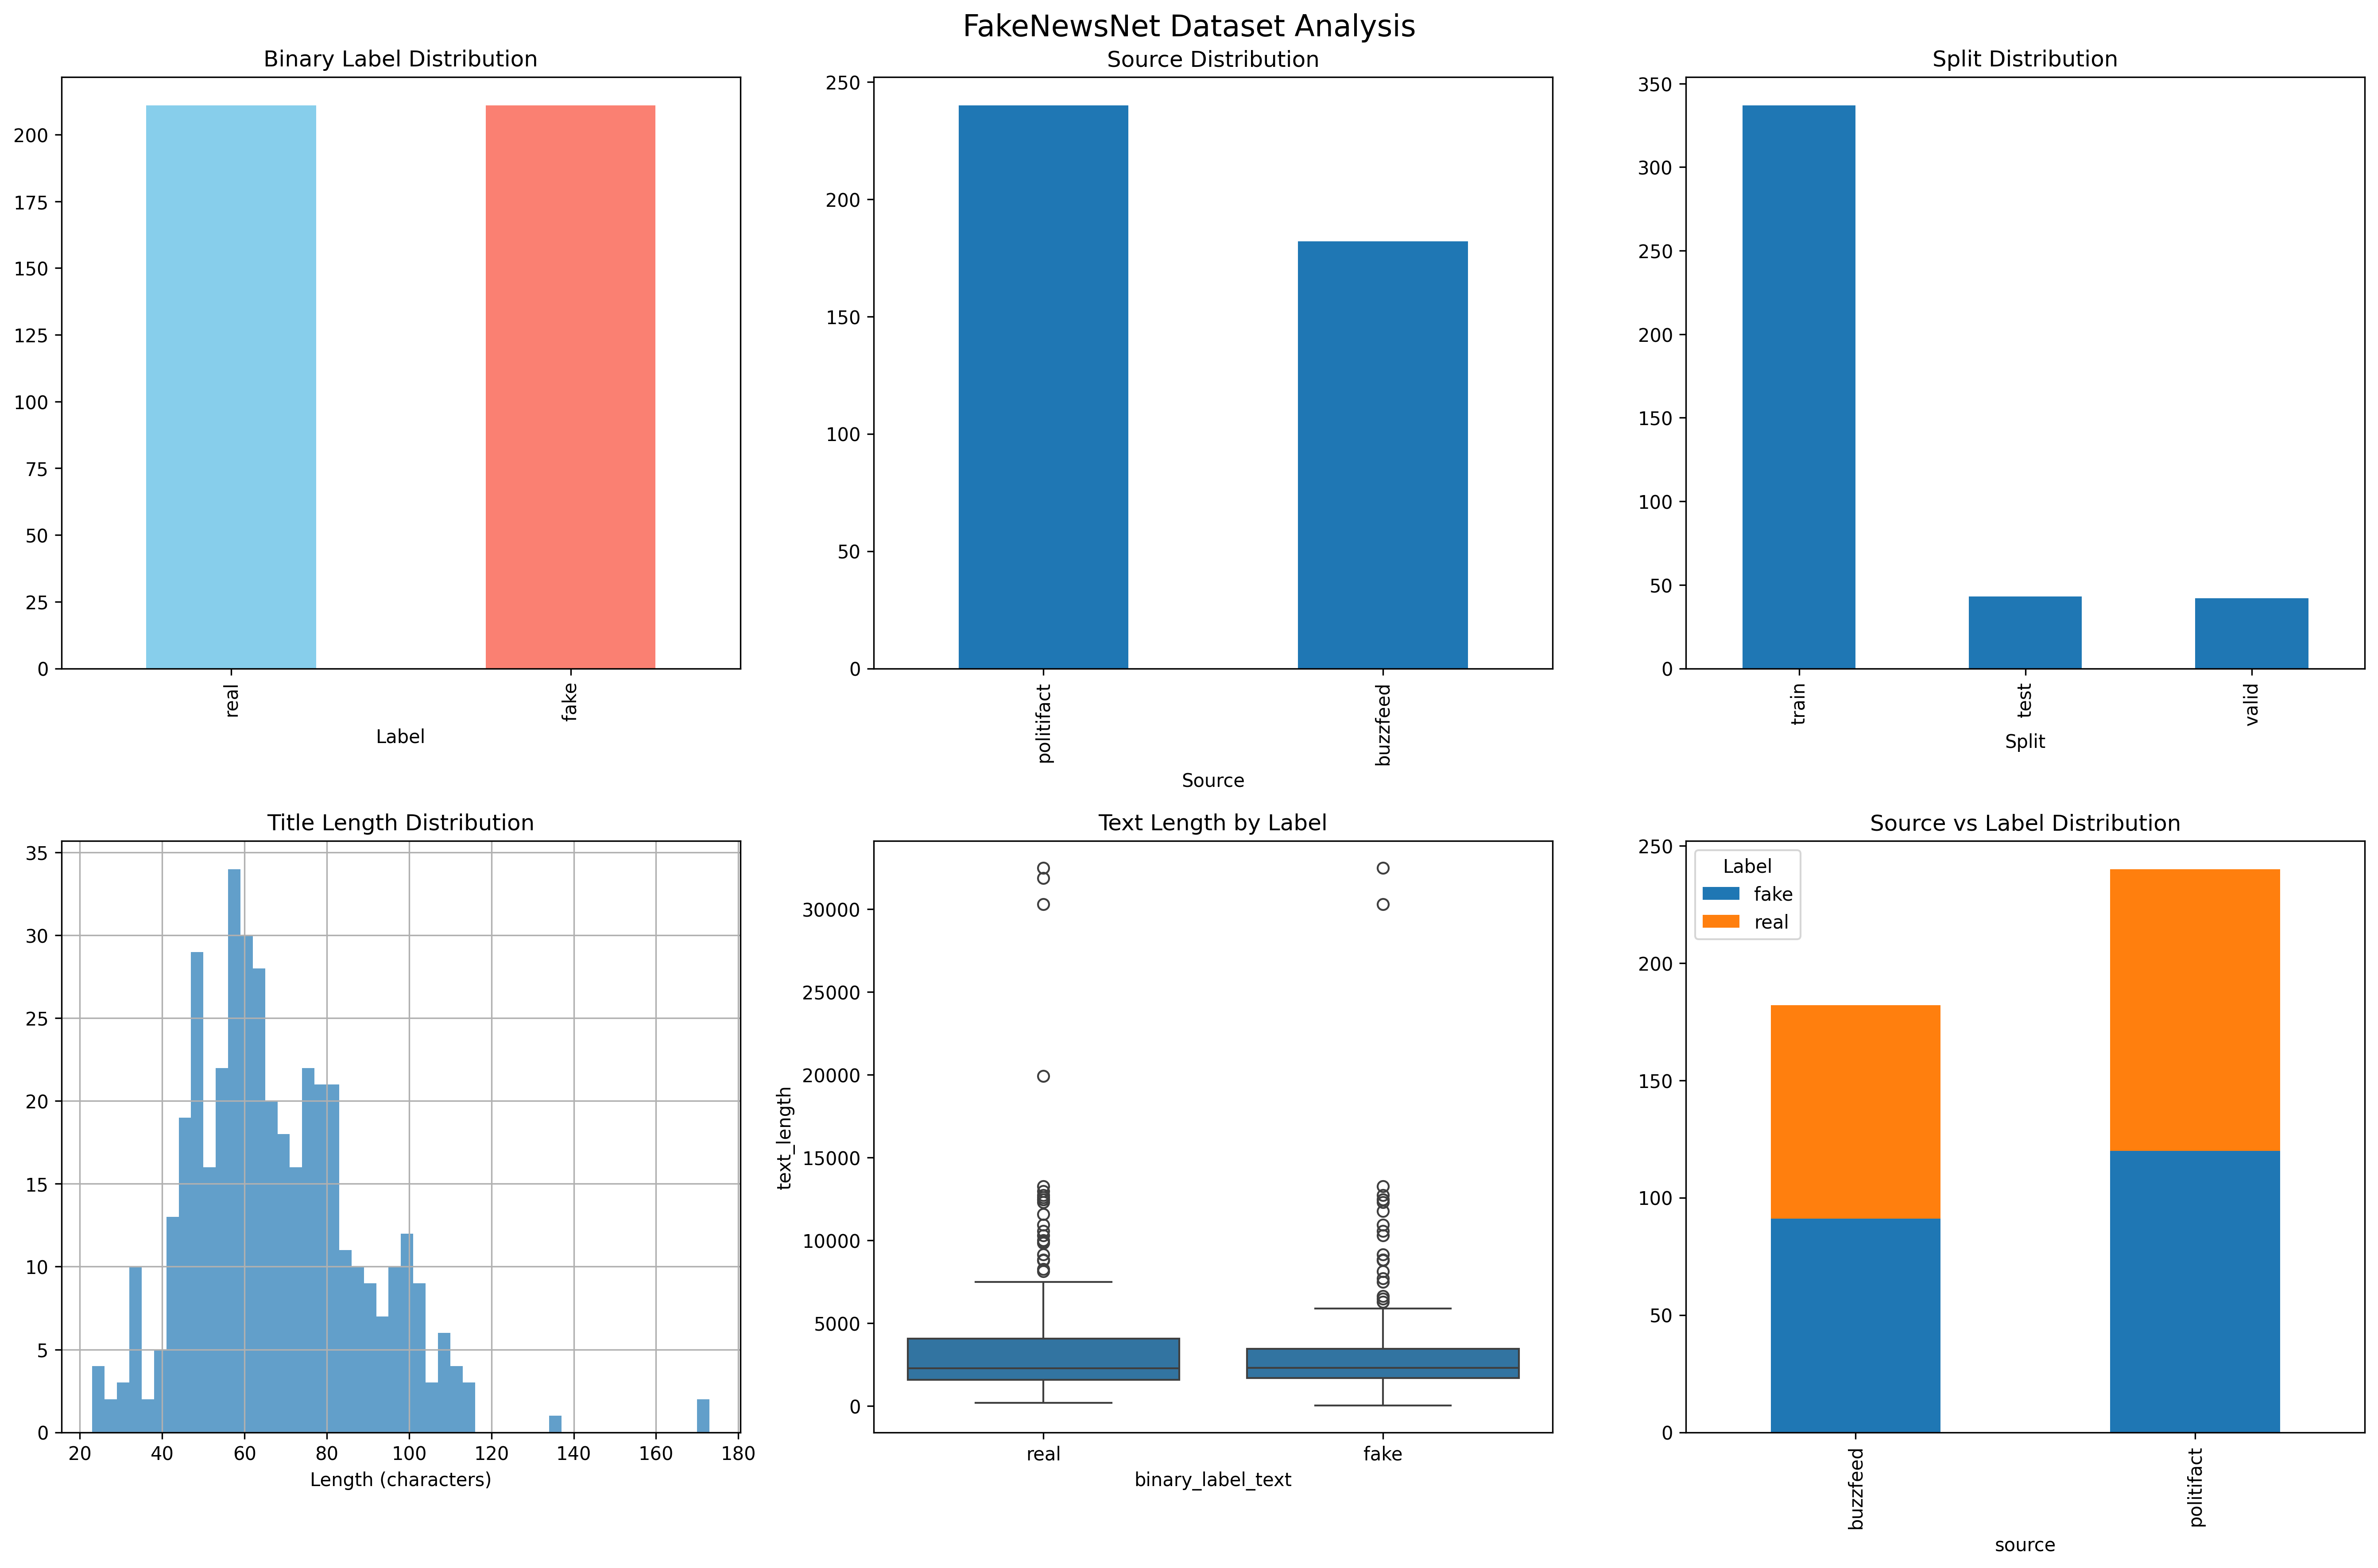 FakeNewsNet Dataset Analysis
Binary Label Distribution
200
175
150
125
100
75
50
25
0
real
fake
Label
Source Distribution
250
200
150
100
50
0
politifact
buzzfeed
Source
Split Distribution
350
300
250
200
150
100
50
0
train
test
valid
Split
Title Length Distribution
35
30
25
20
15
10
5
0
20 40 60 80 100 120 140 160 180
Length (characters)
Text Length by Label
text_length
30000
25000
20000
15000
10000
5000
0
real fake
binary_label_text
Source vs Label Distribution
Label
fake
real
250
200
150
100
50
0
buzzfeed
politifact
source